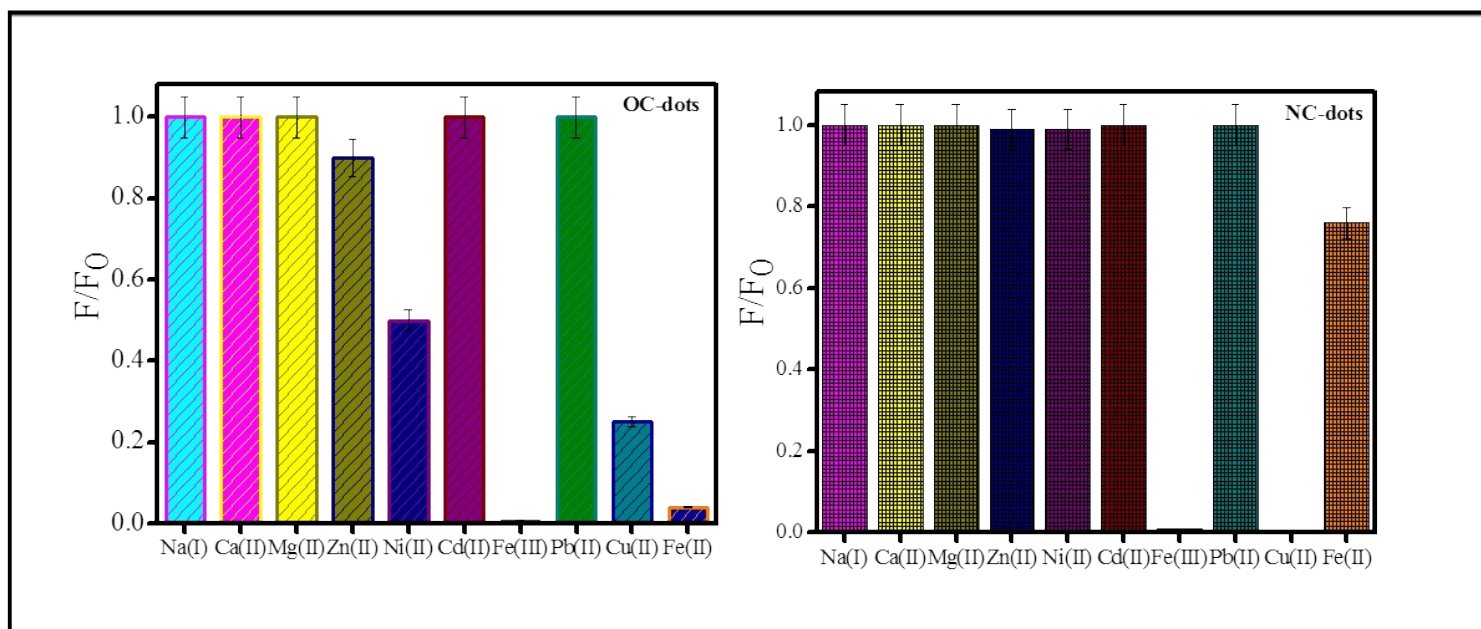 OC-dots
1.0
0.8
0.6
0.4
0.2
0.0
F/FO
Na(I) Ca(II) Mg(II) Zn(II) Ni(II) Cd(II) Fe(III) Pb(II) Cu(II) Fe(II)
NC-dots
1.0
0.8
0.6
0.4
0.2
0.0
F/FO
Na(I) Ca(II) Mg(II) Zn(II) Ni(II) Cd(II) Fe(III) Pb(II) Cu(II) Fe(II)